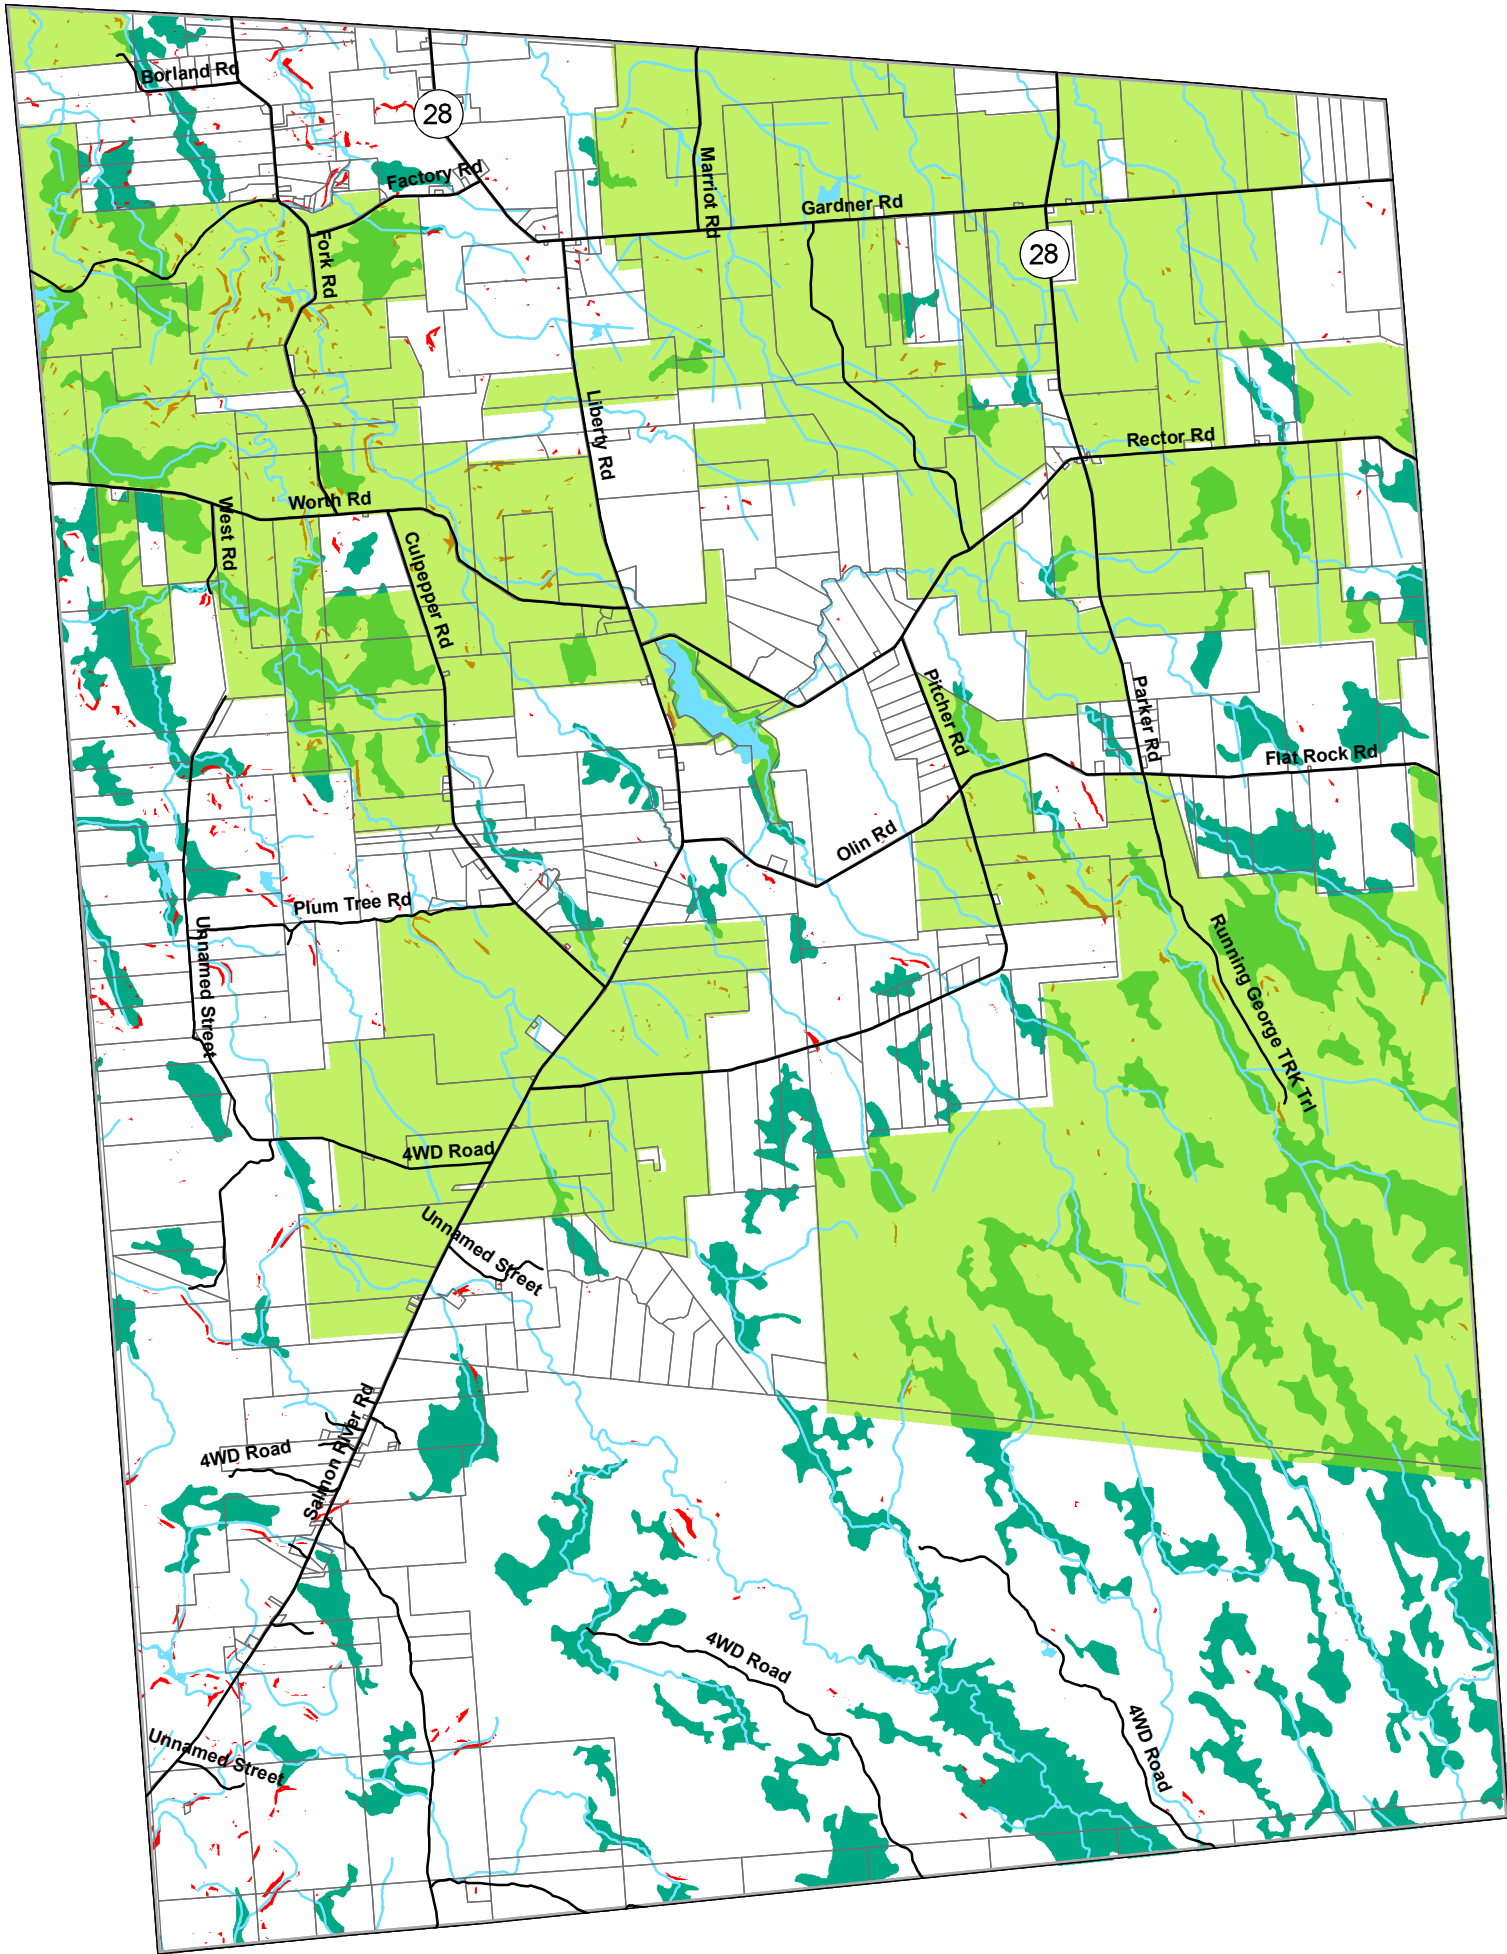 Borland Rd
28
Factory Rd
Marriot Rd
Gardner Rd
Fork Rd
28
Liberty Rd
Rector Rd
Worth Rd
West Rd
Culpepper Rd
Pitcher Rd
Parker Rd
Flat Rock Rd
Olin Rd
Plum Tree Rd
Unnamed Street
Running George TRK Trl
4WD Road
Unnamed Street
Salmon River Rd
4WD Road
4WD Road
4WD Road
Unnamed Street